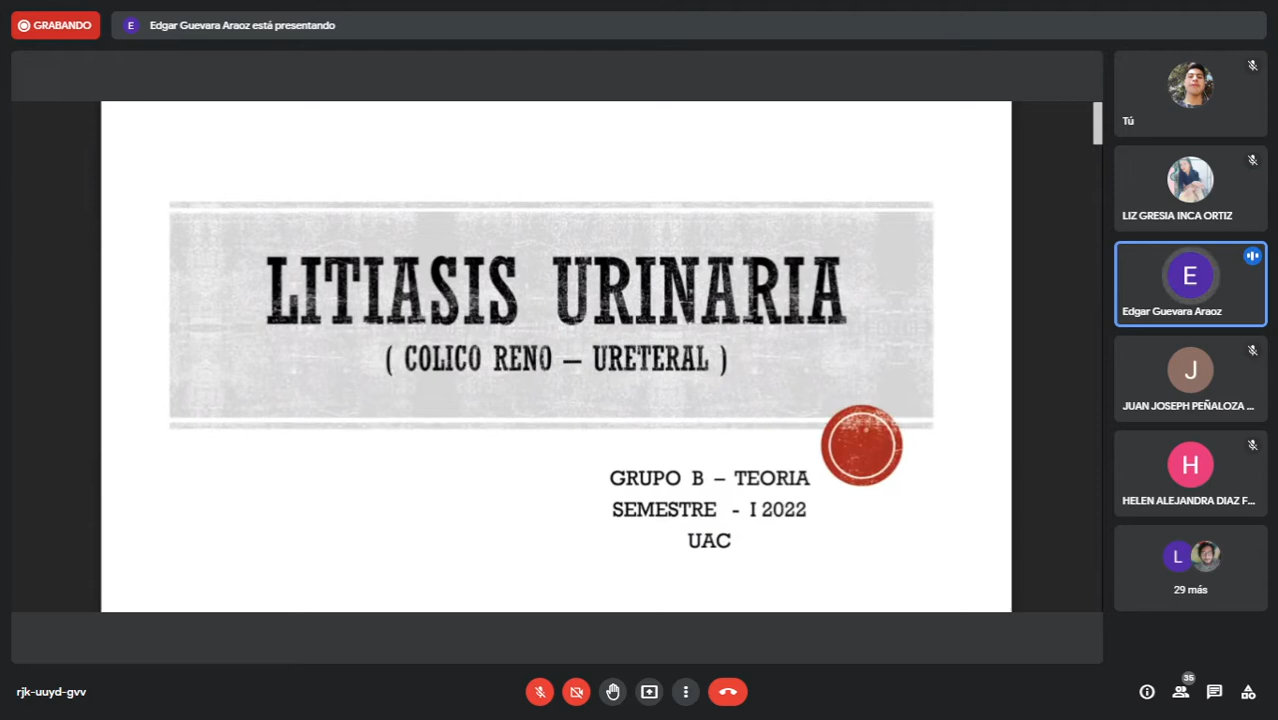 GRABANDO
E
Edgar Guevara Araoz está presentando
LITIASIS URINARIA
( COLICO RENO – URETERAL )
GRUPO B – TEORIA
SEMESTRE - I 2022
UAC
Tú
LIZ GRESIA INCA ORTIZ
E
Edgar Guevara Araoz
J
JUAN JOSEPH PEÑALOZA ...
H
HELEN ALEJANDRA DIAZ F...
L
29 más
rjk-uuyd-gvv
35